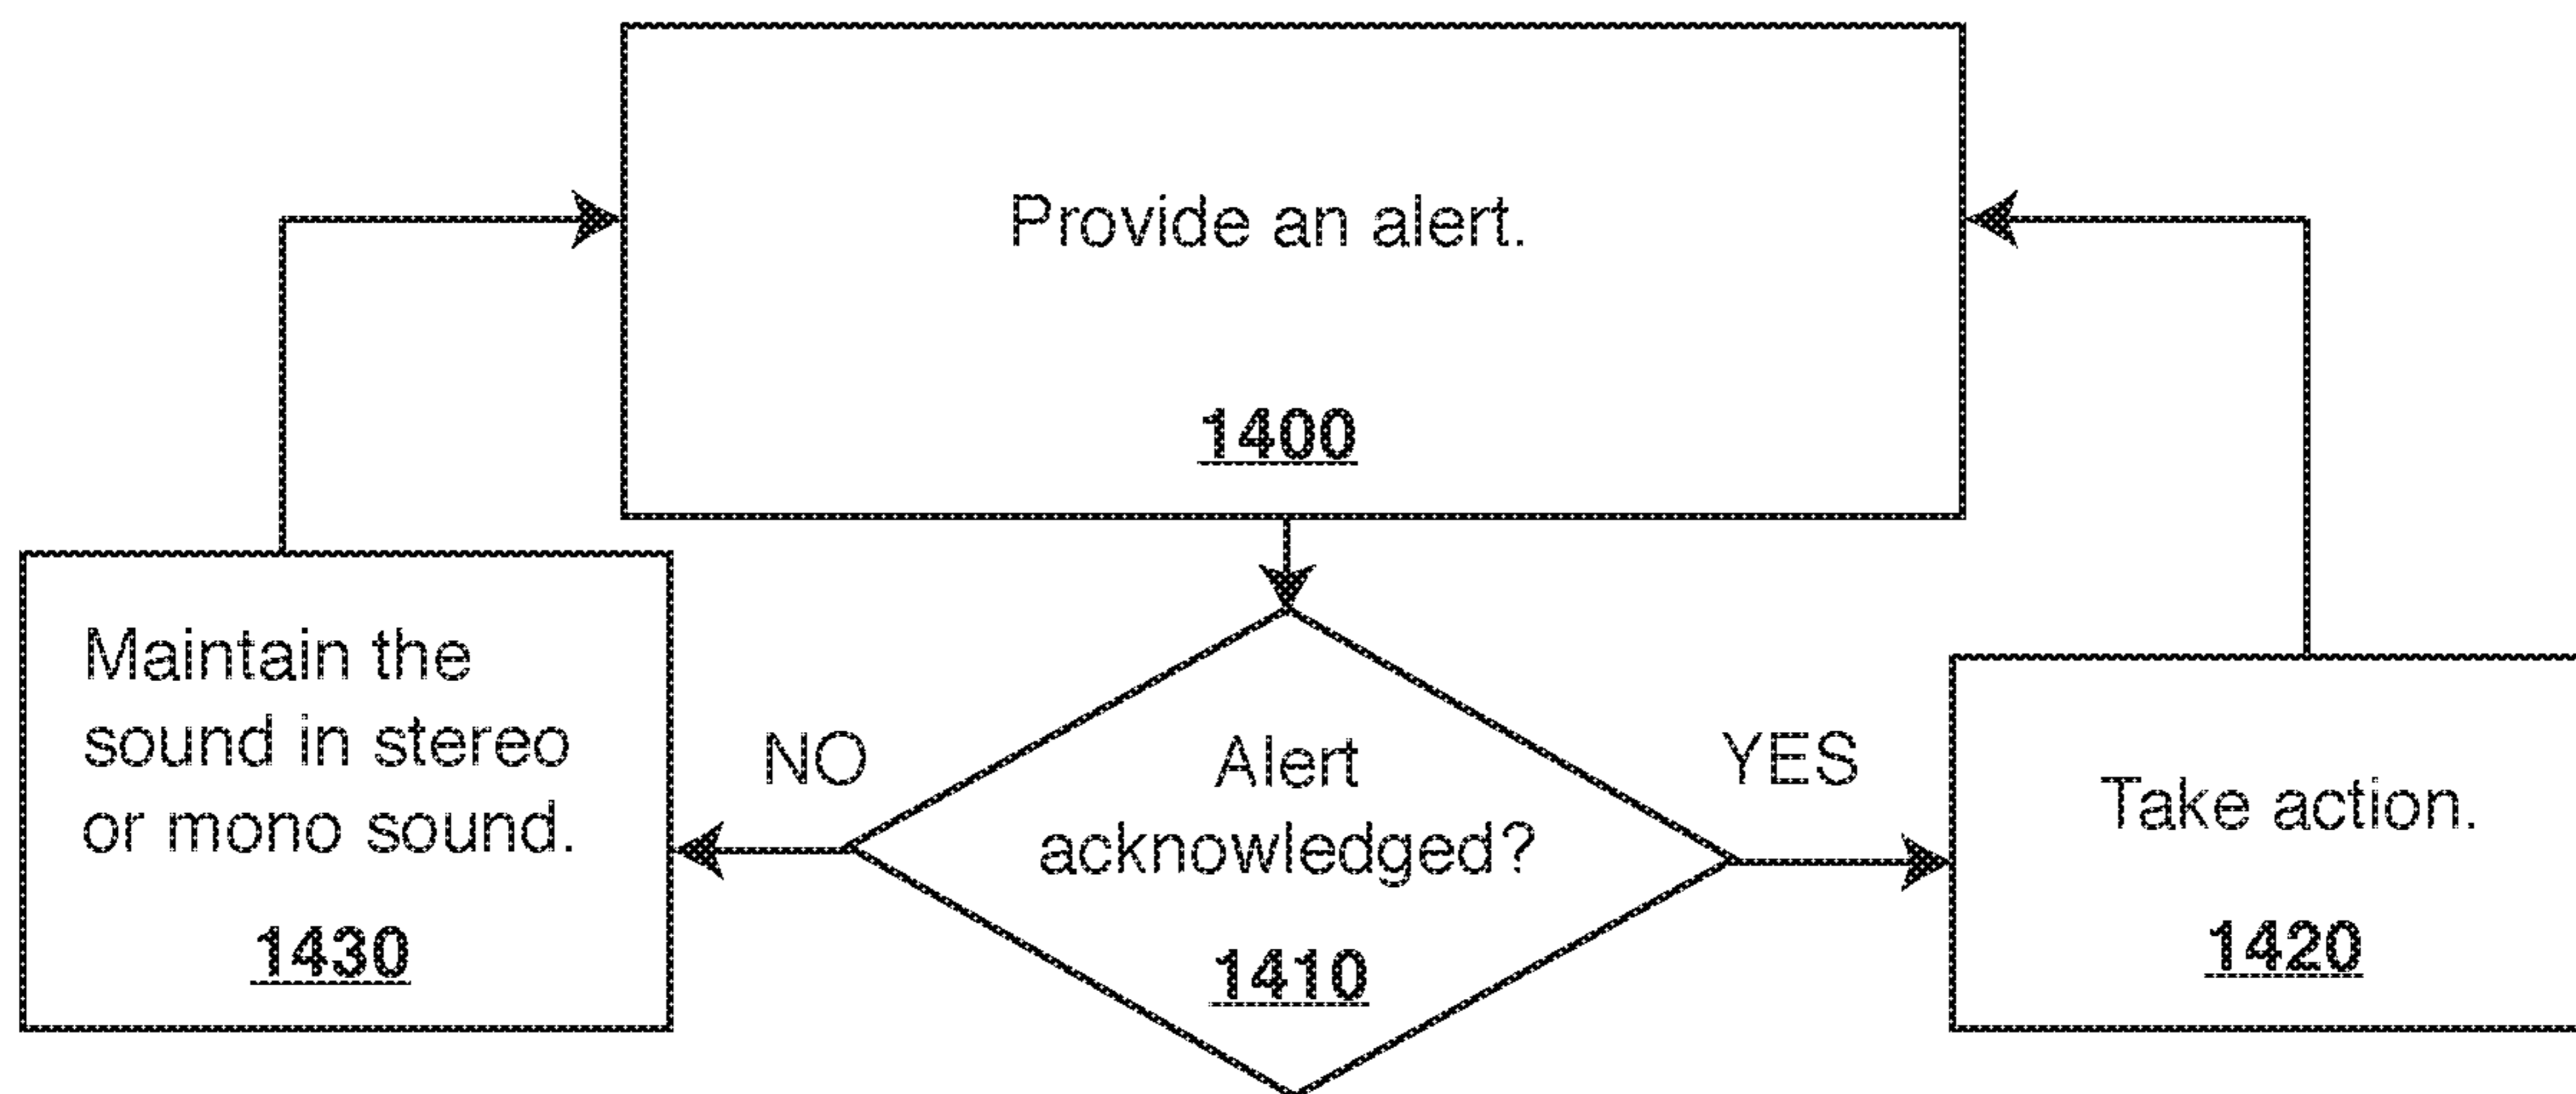 Provide an alert.
1400
Maintain the
sound in stereo
or mono sound.
1430
NO
Alert
acknowledged?
1410
YES
Take action.
1420